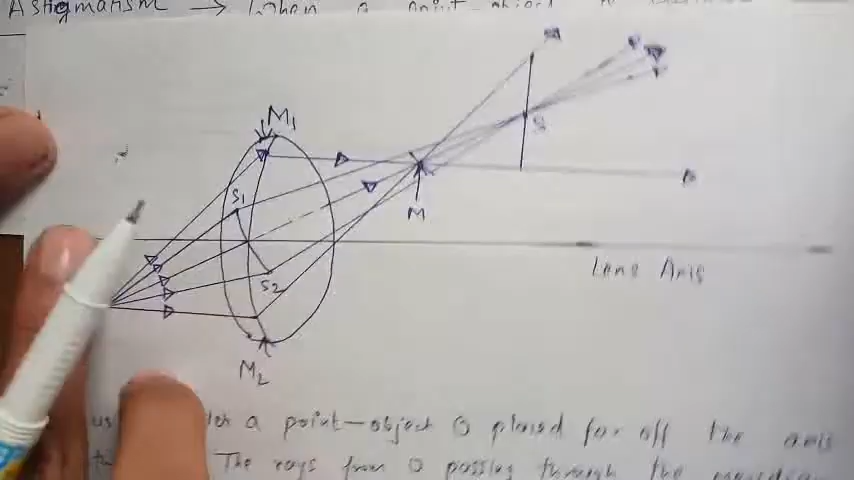 Astigmatism → When a point-object
M1
S1
S
M
Lens Axis
S2
M2
a point-object O placed far off the axis
The rays from O passing through the